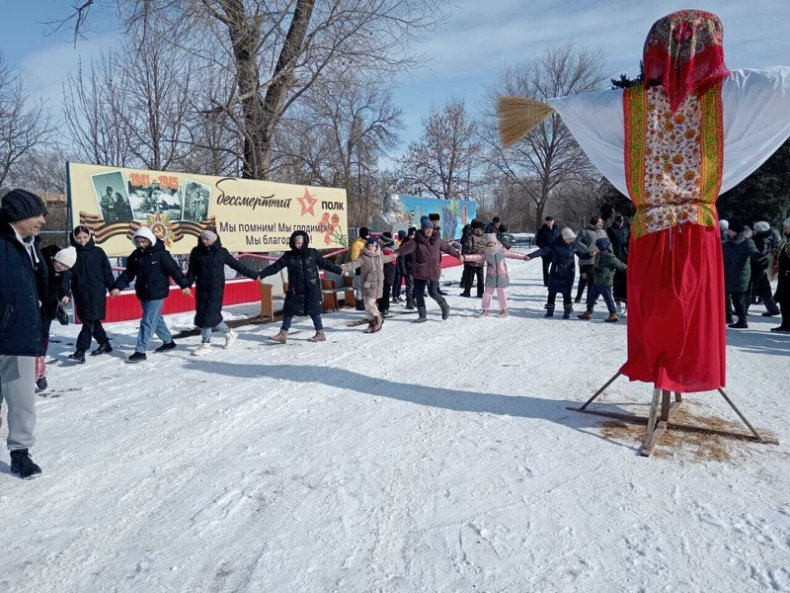 1941-1945
бессмертный полк
Мы помним! Мы гордимся!
Мы благо